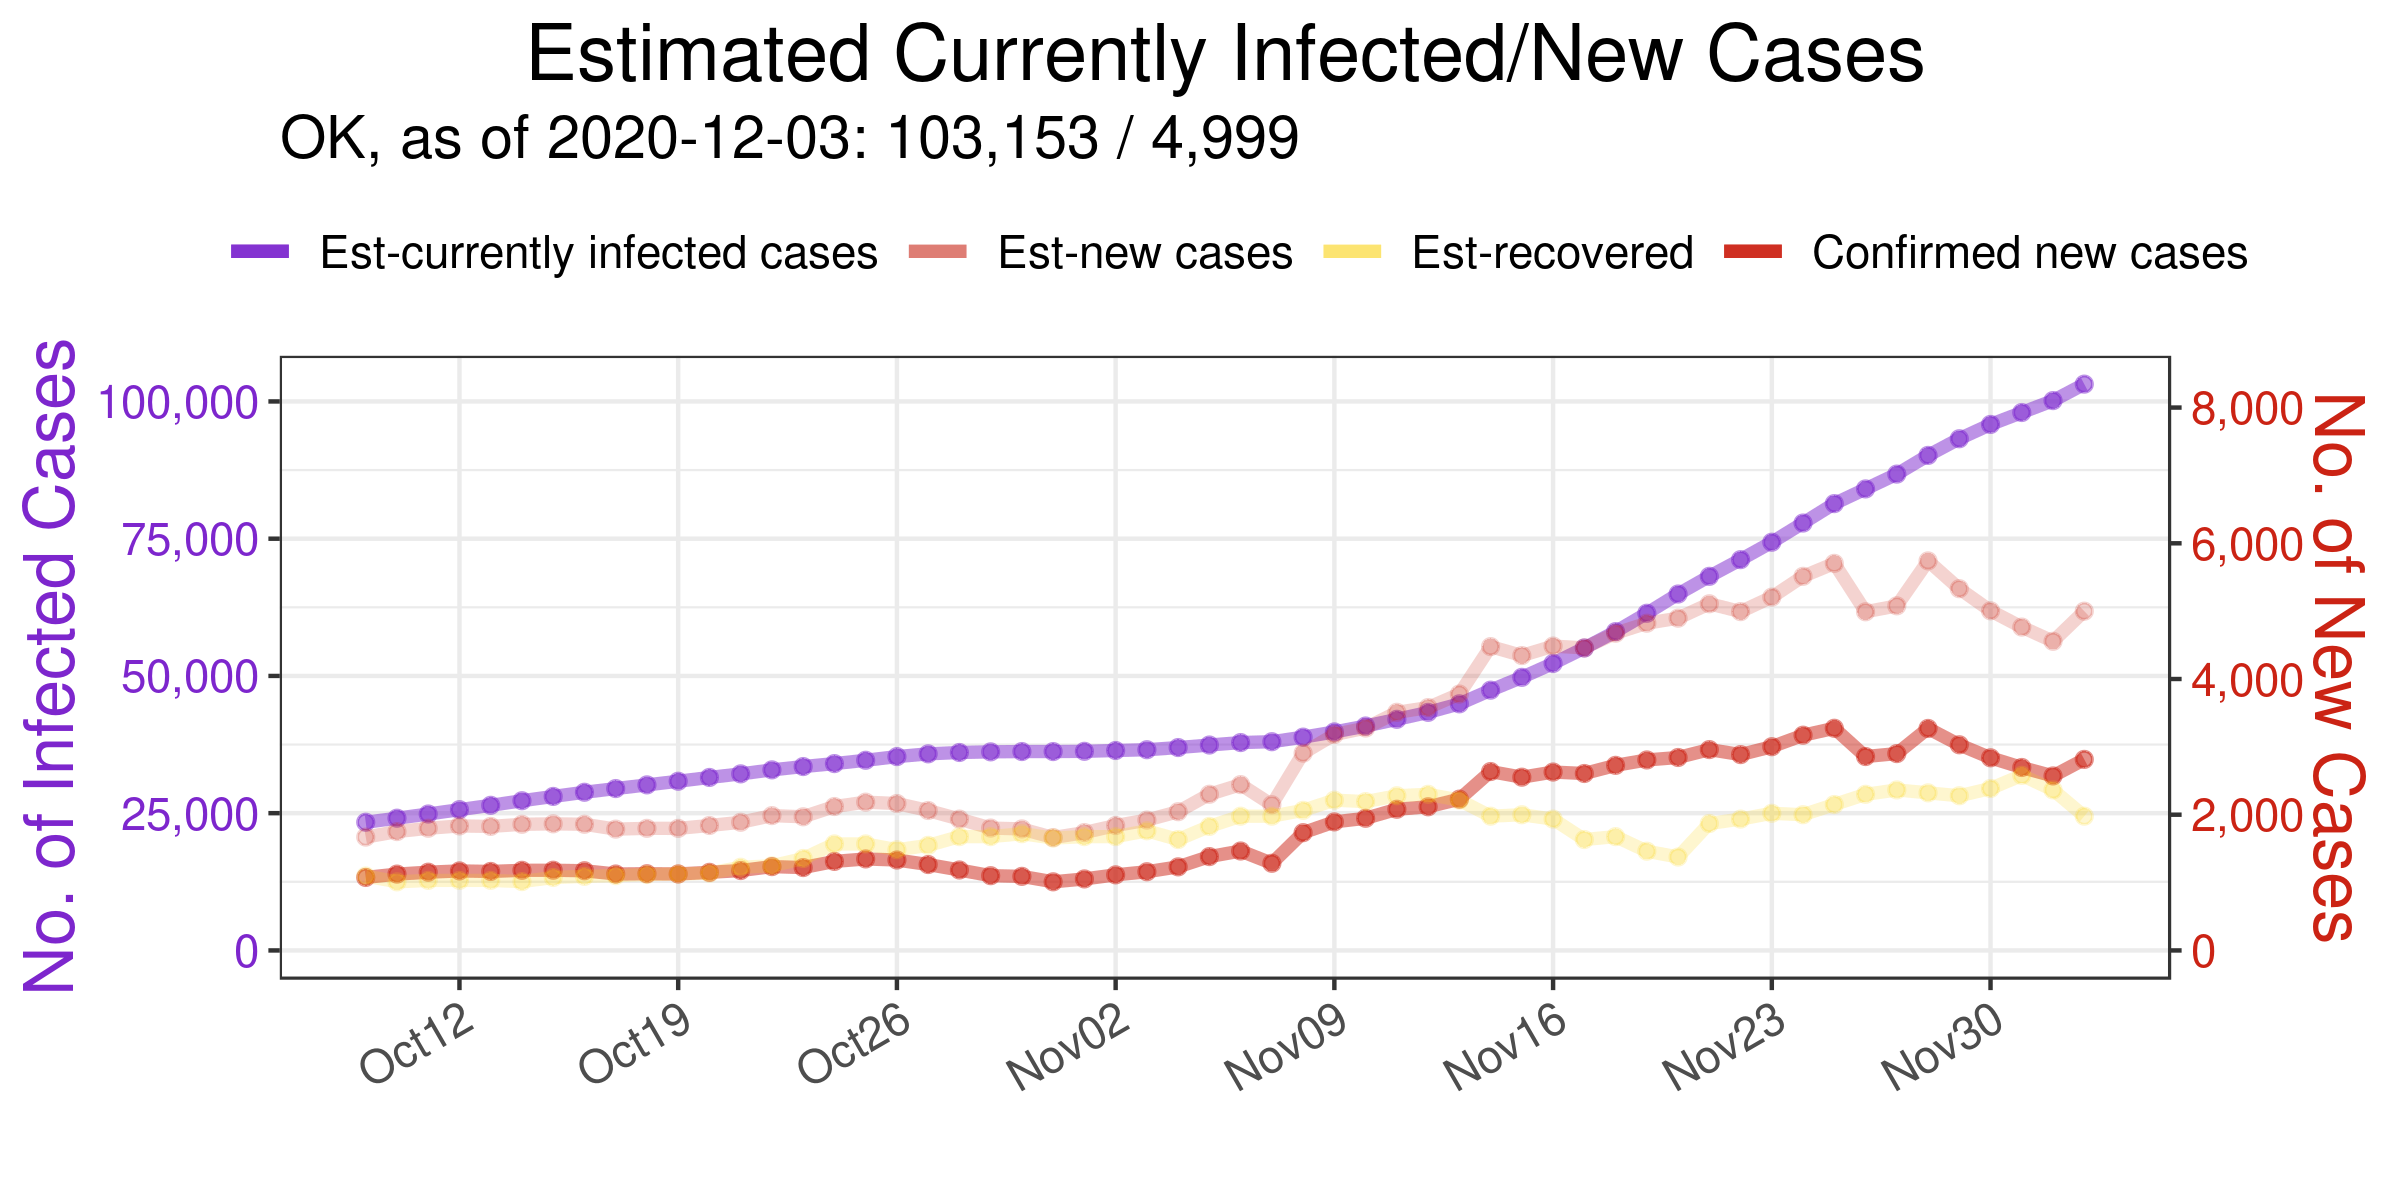 Estimated Currently Infected/New Cases
OK, as of 2020-12-03: 103,153 / 4,999
Est-currently infected cases Est-new cases Est-recovered Confirmed new cases
No. of Infected Cases
100,000
75,000
50,000
25,000
0
8,000
6,000
4,000
2,000
0
No. of New Cases
Oct12 Oct19 Oct26 Nov02 Nov09 Nov16 Nov23 Nov30